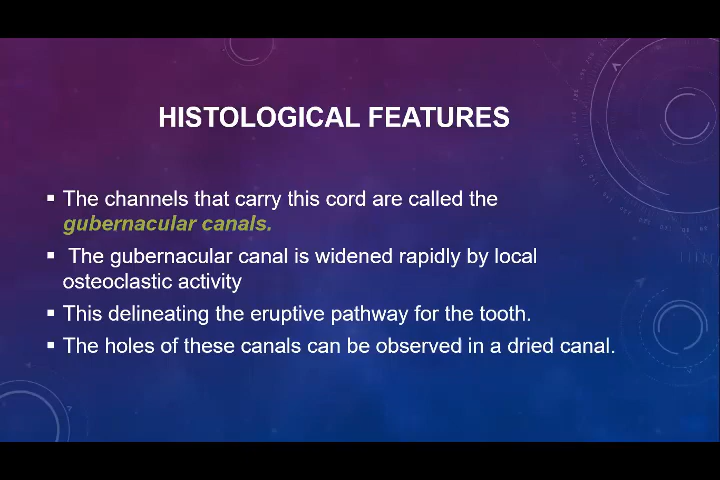 HISTOLOGICAL FEATURES
▪ The channels that carry this cord are called the
gubernacular canals.
▪ The gubernacular canal is widened rapidly by local
osteoclastic activity
▪ This delineating the eruptive pathway for the tooth.
▪ The holes of these canals can be observed in a dried canal.